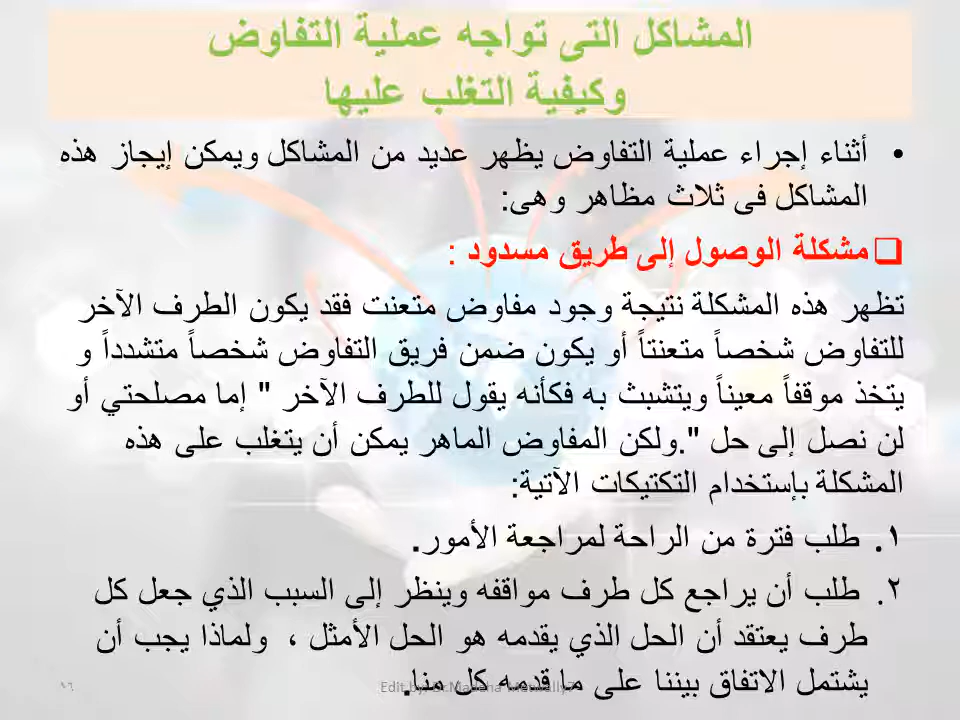 المشاكل التى تواجه عملية التفاوض
وكيفية التغلب عليها
• أثناء إجراء عملية التفاوض يظهر عديد من المشاكل ويمكن إيجاز هذه
المشاكل فى ثلاث مظاهر وهى:
❑ مشكلة الوصول إلى طريق مسدود :
تظهر هذه المشكلة نتيجة وجود مفاوض متعنت فقد يكون الطرف الآخر
للتفاوض شخصاً متعنتاً أو يكون ضمن فريق التفاوض شخصاً متشدداً و
يتخذ موقفاً معيناً ويتشبث به فكأنه يقول للطرف الآخر " إما مصلحتي أو
لن نصل إلى حل ".ولكن المفاوض الماهر يمكن أن يتغلب على هذه
المشكلة بإستخدام التكتيكات الآتية:
١. طلب فترة من الراحة لمراجعة الأمور.
٢. طلب أن يراجع كل طرف مواقفه وينظر إلى السبب الذي جعل كل
طرف يعتقد أن الحل الذي يقدمه هو الحل الأمثل ، ولماذا يجب أن
يشتمل الاتفاق بيننا على ما قدمه كل منا.
Edit by